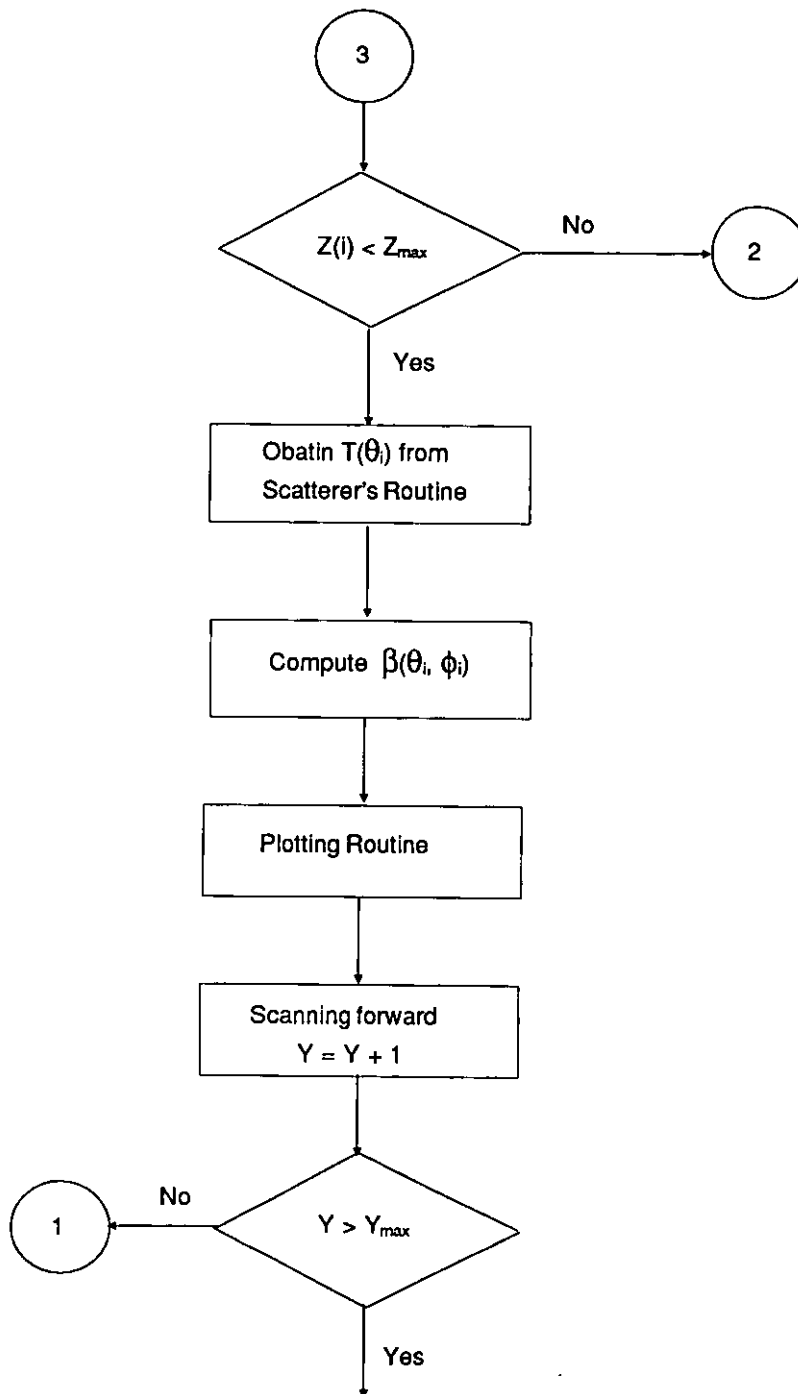 3
Z(i) < Zmax
No
2
Yes
Obatin T(θi) from
Scatterer's Routine
Compute β(θi, ϕi)
Plotting Routine
Scanning forward
Y = Y + 1
No
1
Y > Ymax
Yes